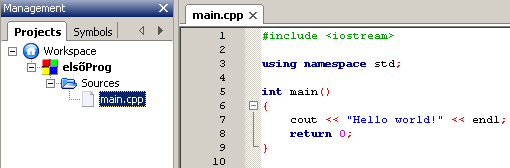 Management
Projects
Symbols
Workspace
elsőProg
Sources
main.cpp
main.cpp
1 #include <iostream>
2
3 using namespace std;
4
5 int main()
6 {
7 cout << "Hello world!" << endl;
8 return 0;
9 }
10